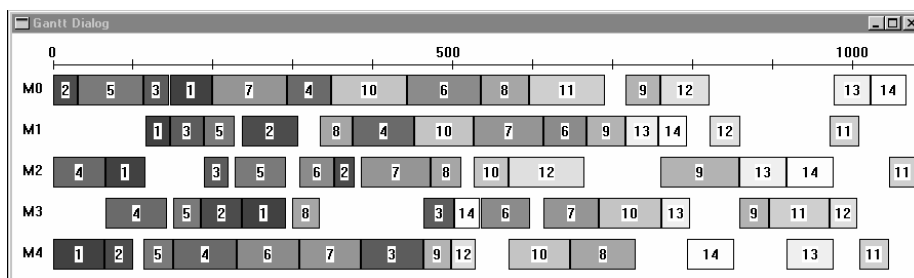 Gantt Dialog
0 500 1000
M0 2 5 3 1 7 4 10 6 8 11 9 12 13 14
M1 1 3 5 2 8 4 10 7 6 9 13 14 12 11
M2 4 1 3 5 6 2 7 8 10 12 9 13 14 11
M3 4 5 2 1 8 3 14 6 7 10 13 9 11 12
M4 1 2 5 4 6 7 3 9 12 10 8 14 13 11